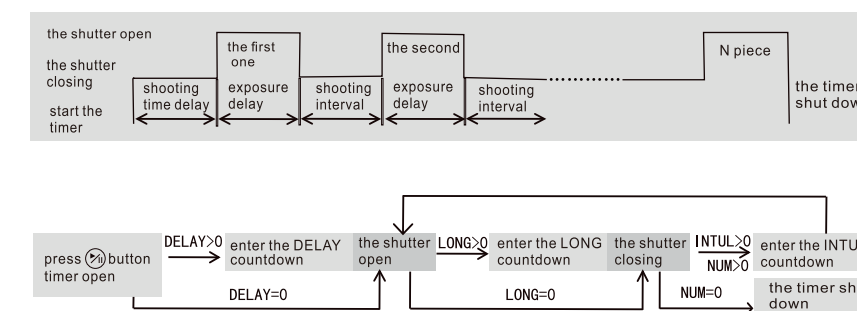 the shutter open
the first
one
the second
N piece
the shutter
closing
shooting
time delay
exposure
delay
shooting
interval
exposure
delay
shooting
interval
the timer
start the
timer
DELAY>0
LONG>0
INTUL>0
NUM>0
press button
timer open
enter the DELAY
countdown
the shutter
open
enter the LONG
countdown
the shutter
closing
enter the INTU
countdown
DELAY=0
LONG=0
NUM=0
the timer
down